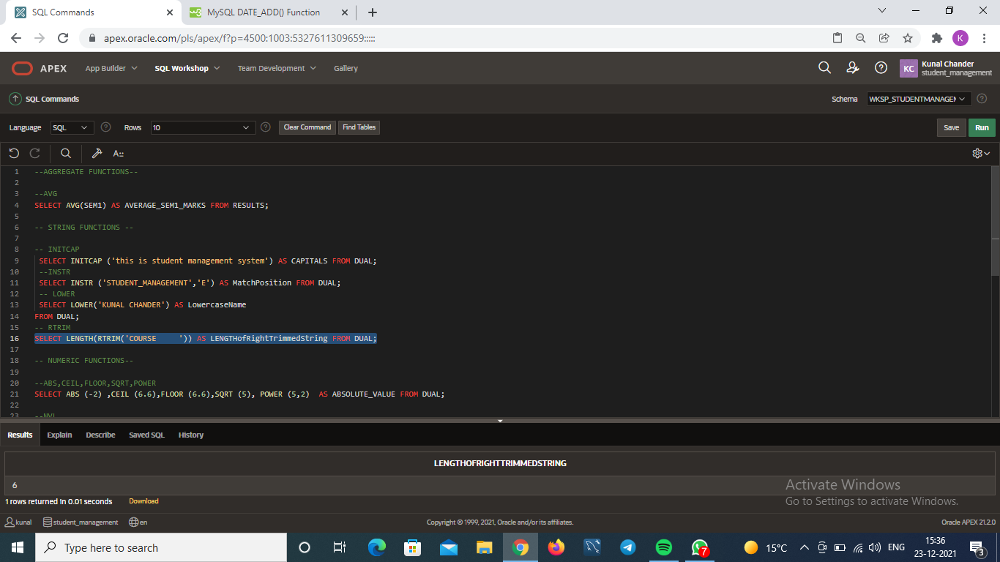 SQL Commands
MySQL DATE_ADD() Function
apex.oracle.com/pls/apex/f?p=4500:1003:5327611309659:::::
K
APEX
App Builder
SQL Workshop
Team Development
Gallery
KC
Kunal Chander
student_management
SQL Commands
Schema
WKSP_STUDENTMANAGEM
Language
SQL
Rows
10
Clear Command
Find Tables
Save
Run
A::
1 --AGGREGATE FUNCTIONS--
2
3 --AVG
4 SELECT AVG(SEM1) AS AVERAGE_SEM1_MARKS FROM RESULTS;
5
6 -- STRING FUNCTIONS --
7
8 -- INITCAP
9 SELECT INITCAP ('this is student management system') AS CAPITALS FROM DUAL;
10 --INSTR
11 SELECT INSTR ('STUDENT_MANAGEMENT','E') AS MatchPosition FROM DUAL;
12 -- LOWER
13 SELECT LOWER('KUNAL CHANDER') AS LowercaseName
14 FROM DUAL;
15 -- RTRIM
16 SELECT LENGTH(RTRIM('COURSE     ')) AS LENGTHofRightTrimmedString FROM DUAL;
17
18 -- NUMERIC FUNCTIONS--
19
20 --ABS,CEIL,FLOOR,SQRT,POWER
21 SELECT ABS (-2) ,CEIL (6.6),FLOOR (6.6),SQRT (5), POWER (5,2)  AS ABSOLUTE_VALUE FROM DUAL;
22
23 --NVL
Results
Explain
Describe
Saved SQL
History
LENGTHOFRIGHTTRIMMEDSTRING
6
1 rows returned in 0.01 seconds
Download
Activate Windows
Go to Settings to activate Windows.
kunal
student_management
en
Copyright © 1999, 2021, Oracle and/or its affiliates.
Oracle APEX 21.2.0
Type here to search
7
15°C
ENG
15:36
23-12-2021
3